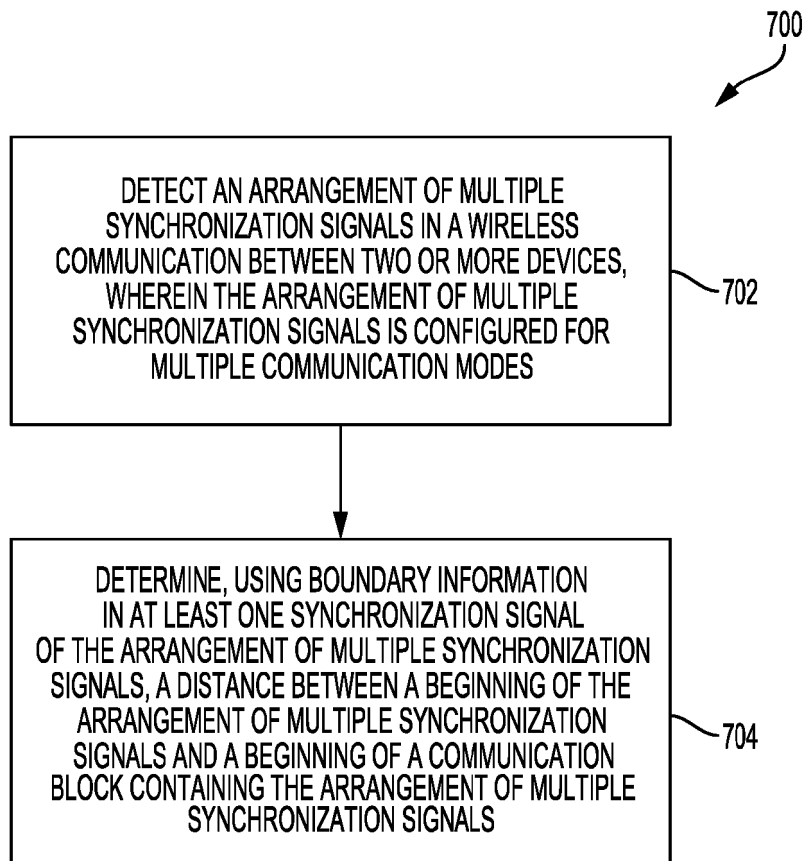 700
DETECT AN ARRANGEMENT OF MULTIPLE
SYNCHRONIZATION SIGNALS IN A WIRELESS
COMMUNICATION BETWEEN TWO OR MORE DEVICES,
WHEREIN THE ARRANGEMENT OF MULTIPLE
SYNCHRONIZATION SIGNALS IS CONFIGURED FOR
MULTIPLE COMMUNICATION MODES
702
DETERMINE, USING BOUNDARY INFORMATION
IN AT LEAST ONE SYNCHRONIZATION SIGNAL
OF THE ARRANGEMENT OF MULTIPLE SYNCHRONIZATION
SIGNALS, A DISTANCE BETWEEN A BEGINNING OF THE
ARRANGEMENT OF MULTIPLE SYNCHRONIZATION
SIGNALS AND A BEGINNING OF A COMMUNICATION
BLOCK CONTAINING THE ARRANGEMENT OF MULTIPLE
SYNCHRONIZATION SIGNALS
704